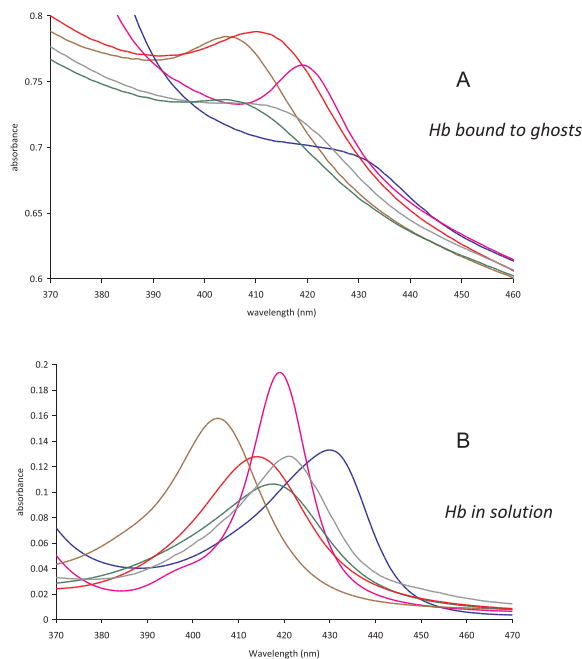 0.8
0.75
0.7
0.65
0.6
absorbance
A
Hb bound to ghosts
370 380 390 400 410 420 430 440 450 460
wavelength (nm)
0.2
0.18
0.16
0.14
0.12
0.1
0.08
0.06
0.04
0.02
0
absorbance
B
Hb in solution
370 380 390 400 410 420 430 440 450 460 470
Wavelength (nm)